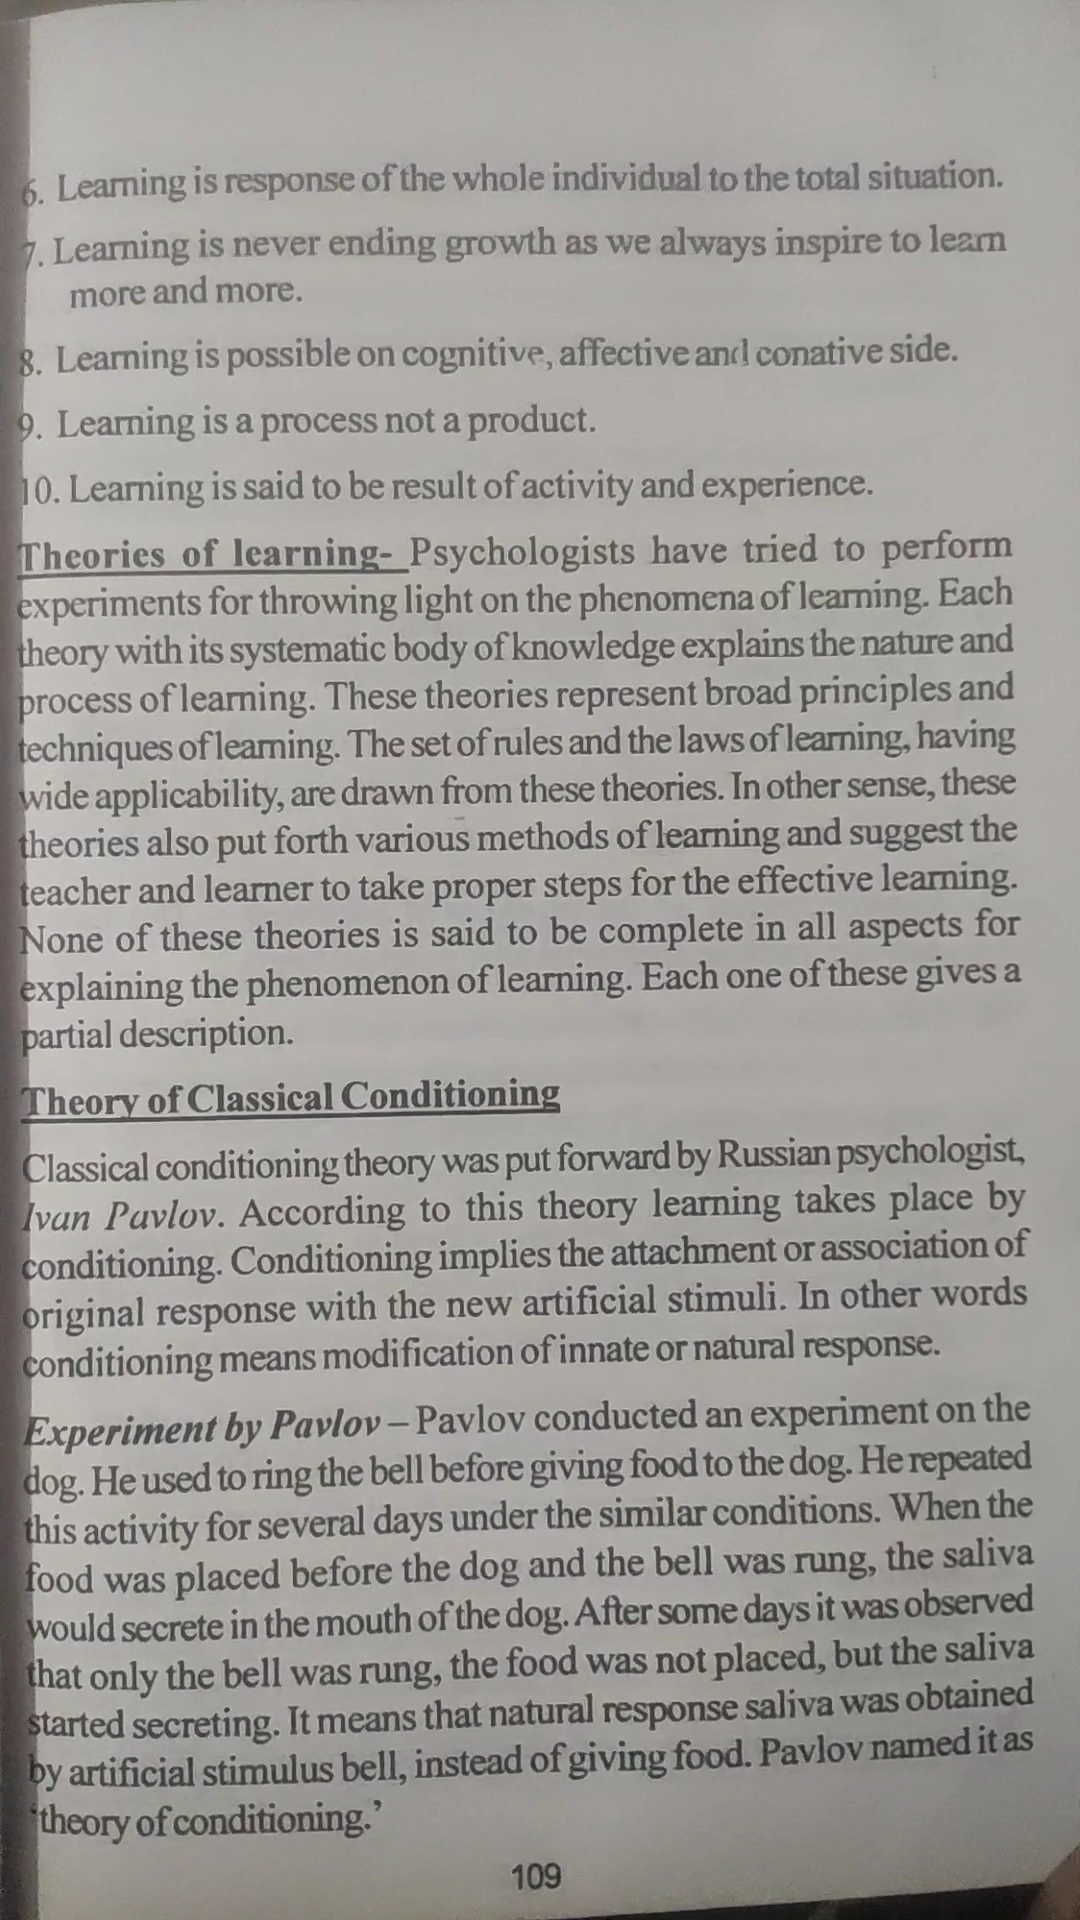 6. Learning is response of the whole individual to the total situation.
7. Learning is never ending growth as we always inspire to learn
more and more.
8. Learning is possible on cognitive, affective and conative side.
9. Learning is a process not a product.
10. Learning is said to be result of activity and experience.
Theories of learning- Psychologists have tried to perform
experiments for throwing light on the phenomena of learning. Each
theory with its systematic body of knowledge explains the nature and
process of learning. These theories represent broad principles and
techniques of learning. The set of rules and the laws of learning, having
wide applicability, are drawn from these theories. In other sense, these
theories also put forth various methods of learning and suggest the
teacher and learner to take proper steps for the effective learning.
None of these theories is said to be complete in all aspects for
explaining the phenomenon of learning. Each one of these gives a
partial description.
Theory of Classical Conditioning
Classical conditioning theory was put forward by Russian psychologist,
Ivan Pavlov. According to this theory learning takes place by
conditioning. Conditioning implies the attachment or association of
original response with the new artificial stimuli. In other words
conditioning means modification of innate or natural response.
Experiment by Pavlov – Pavlov conducted an experiment on the
dog. He used to ring the bell before giving food to the dog. He repeated
this activity for several days under the similar conditions. When the
food was placed before the dog and the bell was rung, the saliva
would secrete in the mouth of the dog. After some days it was observed
that only the bell was rung, the food was not placed, but the saliva
started secreting. It means that natural response saliva was obtained
by artificial stimulus bell, instead of giving food. Pavlov named it as
‘theory of conditioning.’
109